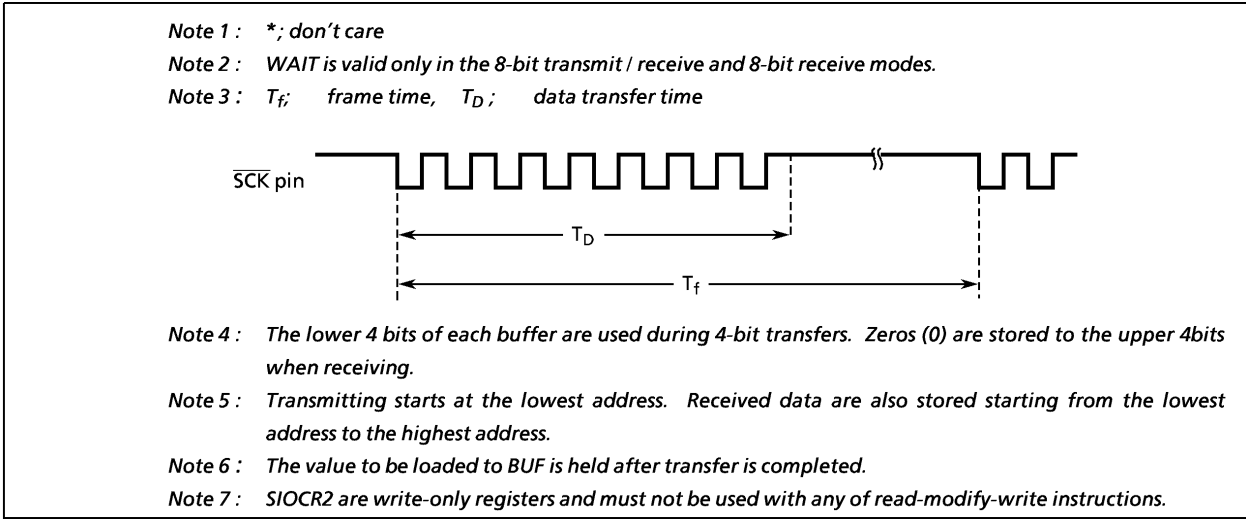 Note 1 : *; don't care
Note 2 : WAIT is valid only in the 8-bit transmit / receive and 8-bit receive modes.
Note 3 : Tf; frame time, TD ; data transfer time
SCK pin
TD
Tf
Note 4 : The lower 4 bits of each buffer are used during 4-bit transfers. Zeros (0) are stored to the upper 4bits
when receiving.
Note 5 : Transmitting starts at the lowest address. Received data are also stored starting from the lowest
address to the highest address.
Note 6 : The value to be loaded to BUF is held after transfer is completed.
Note 7 : SIOCR2 are write-only registers and must not be used with any of read-modify-write instructions.